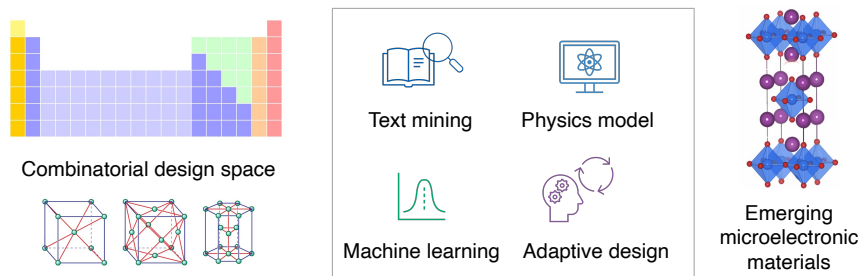 Combinatorial design space
Text mining
Physics model
Machine learning
Adaptive design
Emerging
microelectronic
materials